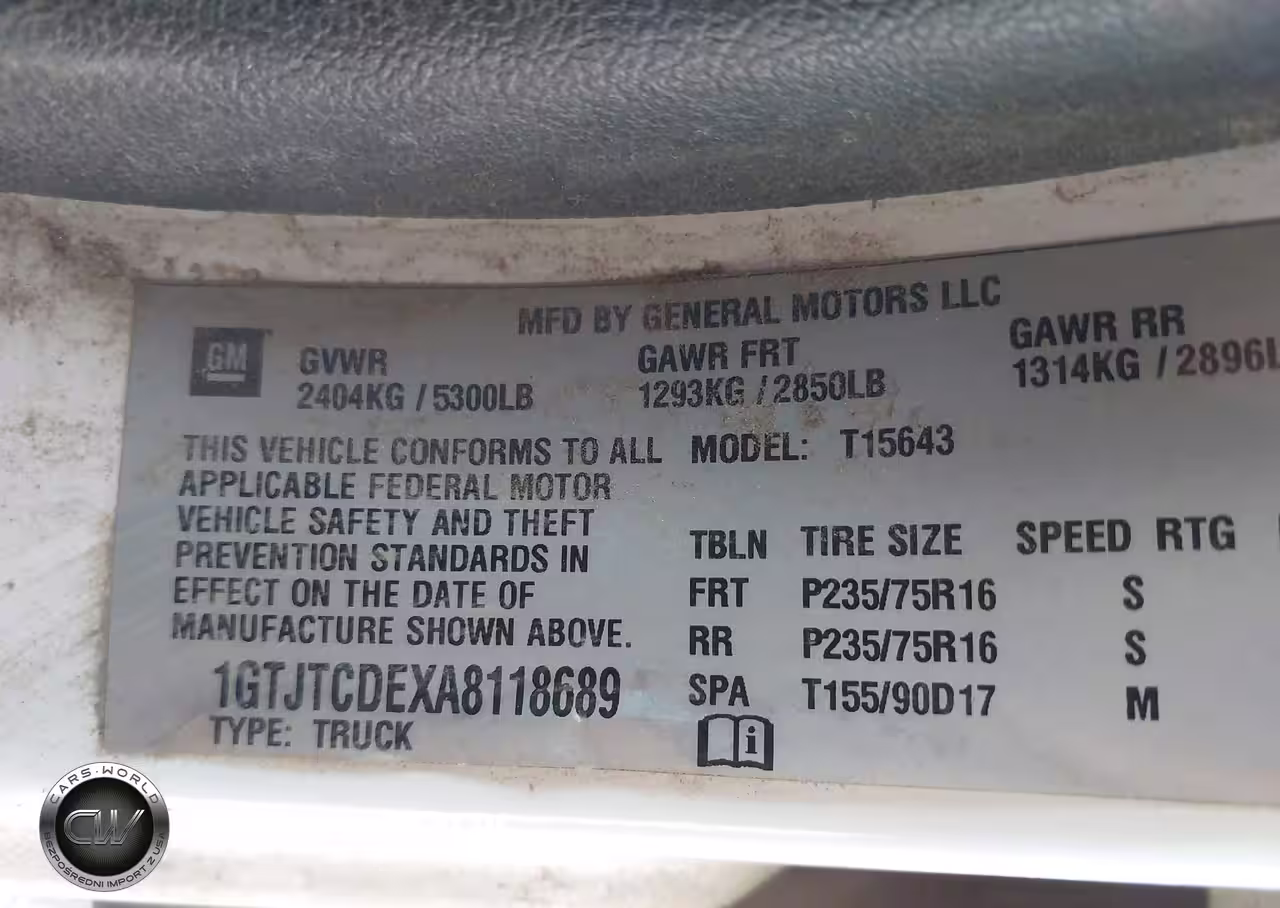 MFD BY GENERAL MOTORS LLC
GM
GVWR
2404KG / 5300LB
GAWR FRT
1293KG / 2850LB
GAWR RR
1314KG / 2896L
THIS VEHICLE CONFORMS TO ALL
APPLICABLE FEDERAL MOTOR
VEHICLE SAFETY AND THEFT
PREVENTION STANDARDS IN
EFFECT ON THE DATE OF
MANUFACTURE SHOWN ABOVE.
1GTJTCDEXA8118689
TYPE: TRUCK
MODEL: T15643
TBLN TIRE SIZE SPEED RTG
FRT P235/75R16 S
RR P235/75R16 S
SPA T155/90D17 M
i
CARS·WORLD
CW
BEZPOŚREDNI IMPORT Z USA